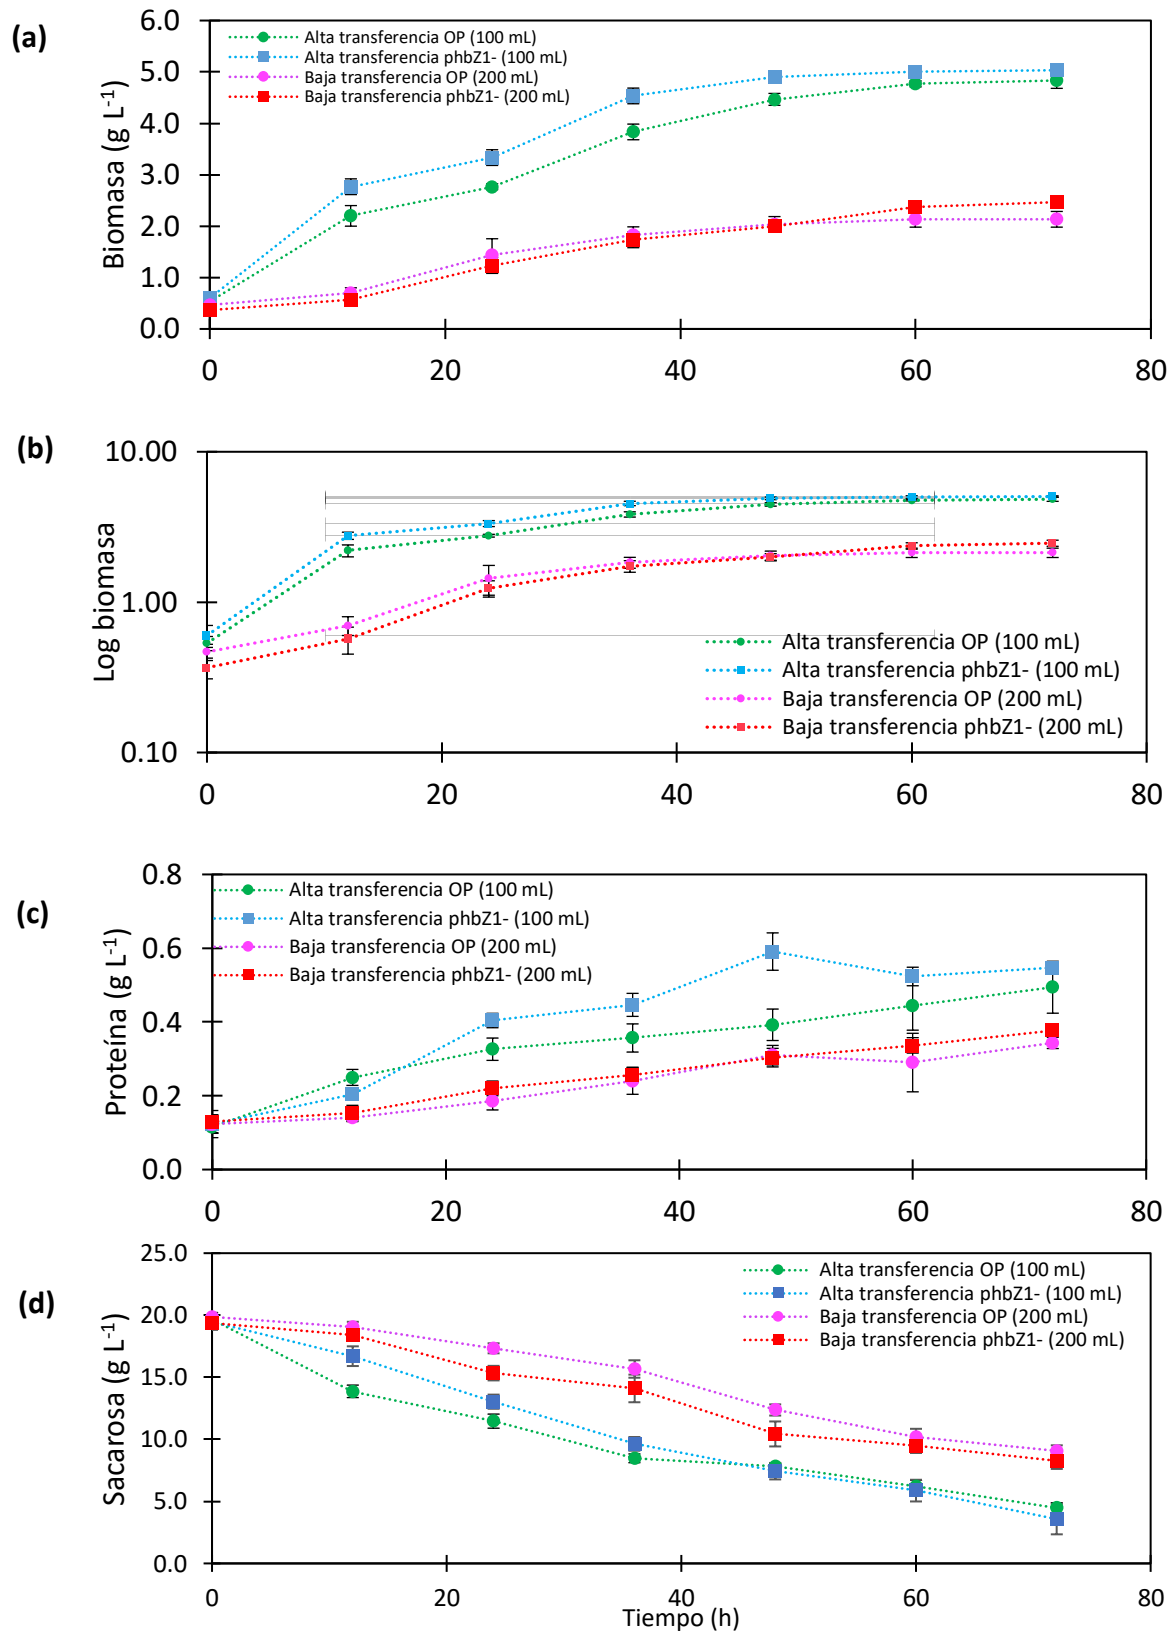 (a)
Biomasa (g L-1)
6.0
5.0
4.0
3.0
2.0
1.0
0.0
Alta transferencia OP (100 mL)
Alta transferencia phbZ1- (100 mL)
Baja transferencia OP (200 mL)
Baja transferencia phbZ1- (200 mL)
0 20 40 60 80
(b)
Log biomasa
10.00
1.00
0.10
Alta transferencia OP (100 mL)
Alta transferencia phbZ1- (100 mL)
Baja transferencia OP (200 mL)
Baja transferencia phbZ1- (200 mL)
0 20 40 60 80
(c)
Proteína (g L-1)
0.8
0.6
0.4
0.2
0.0
Alta transferencia OP (100 mL)
Alta transferencia phbZ1- (100 mL)
Baja transferencia OP (200 mL)
Baja transferencia phbZ1- (200 mL)
0 20 40 60 80
(d)
Sacarosa (g L-1)
25.0
20.0
15.0
10.0
5.0
0.0
Alta transferencia OP (100 mL)
Alta transferencia phbZ1- (100 mL)
Baja transferencia OP (200 mL)
Baja transferencia phbZ1- (200 mL)
0 20 40 60 80
Tiempo (h)